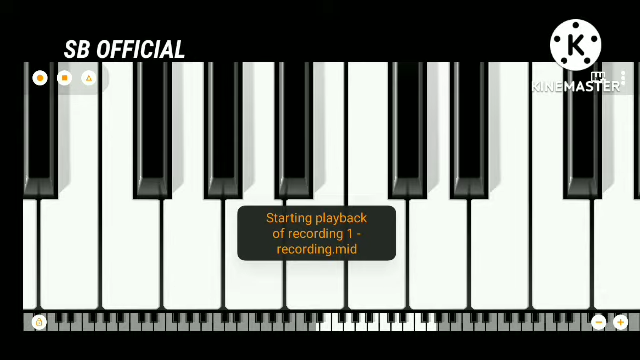 SB OFFICIAL
K
KINEMASTER
Starting playback
of recording 1 -
recording.mid